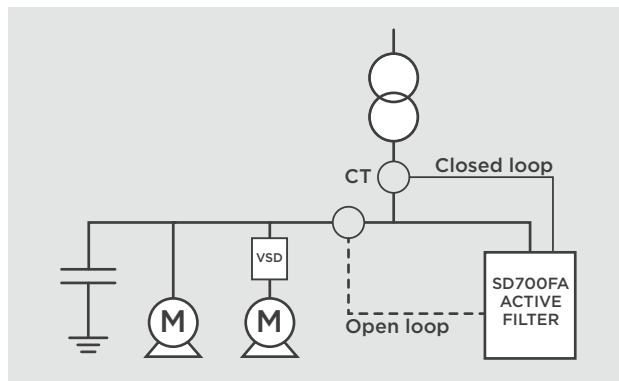 CT
Closed loop
VSD
SD700FA
ACTIVE
FILTER
M
M
Open loop